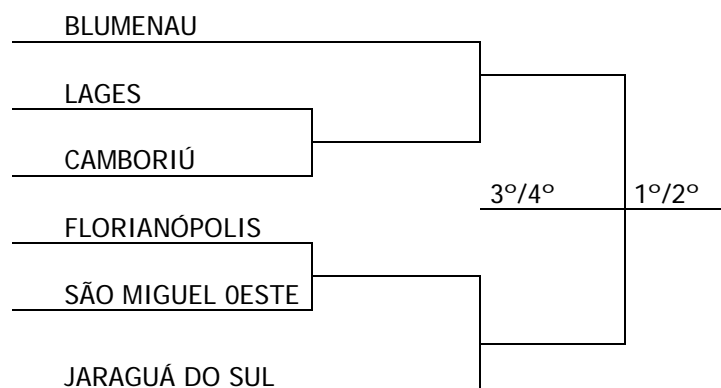 BLUMENAU
LAGES
CAMBORIÚ
3º/4º 1º/2º
FLORIANÓPOLIS
SÃO MIGUEL 0ESTE
JARAGUÁ DO SUL